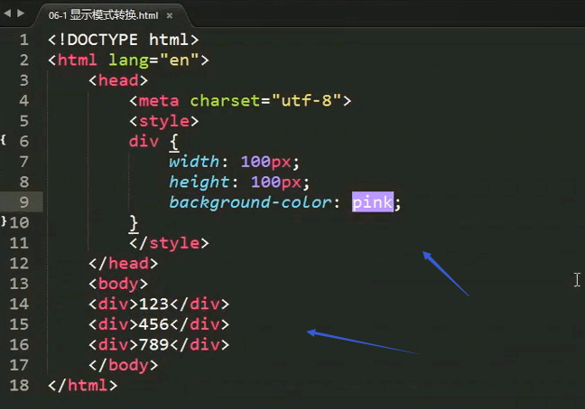 06-1 显示模式转换.html ×
1 <!DOCTYPE html>
2 <html lang="en">
3 <head>
4 <meta charset="utf-8">
5 <style>
{ 6 div {
7 width: 100px;
8 height: 100px;
9 background-color: pink;
}10 }
11 </style>
12 </head>
13 <body>
14 <div>123</div>
15 <div>456</div>
16 <div>789</div>
17 </body>
18 </html>